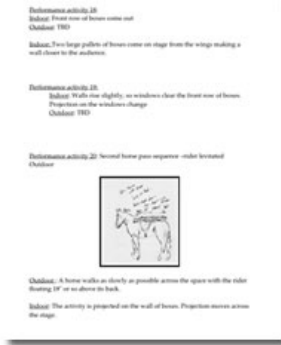 Performance activity 18:
Indoor: Front row of boxes come out
Outdoor: TBD
Indoor: Two large pallets of boxes come on stage from the wings making a
wall closer to the audience.
Performance activity 19:
Indoor: Walls rise slightly, so windows clear the front row of boxes.
Projection on the windows change
Outdoor: TBD
Performance activity 20: Second horse pass sequence -rider levitated
Outdoor
Outdoor: A horse walks as slowly as possible across the space with the rider
floating 18" or so above its back.
Indoor: The activity is projected on the wall of boxes. Projection moves across
the stage.